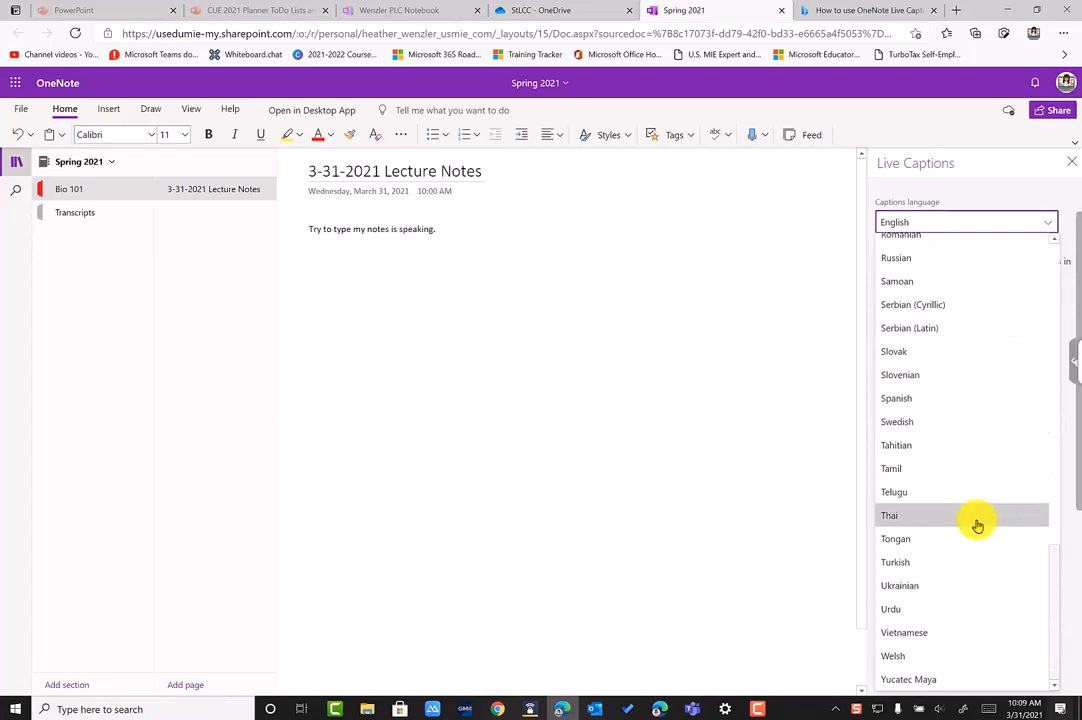 PowerPoint
CUE 2021 Planner ToDo Lists a
Wenzler PLC Notebook
StLCC - OneDrive
Spring 2021
How to use OneNote Live Captio
https://usedumie-my.sharepoint.com/:o:/r/personal/heather_wenzler_usmie_com/_layouts/15/Doc.aspx?sourcedoc=%7B8c17073f-dd79-42f0-bd33-e6665a4f5053%7D...
Channel videos - Yo...
Microsoft Teams do...
Whiteboard.chat
2021-2022 Course...
Microsoft 365 Road...
Training Tracker
Microsoft Office Ho...
U.S. MIE Expert and...
Microsoft Educator...
TurboTax Self-Empl...
OneNote
Spring 2021
File
Home
Insert
Draw
View
Help
Open in Desktop App
Tell me what you want to do
Share
Calibri
11
B
I
U
A
A
Styles
Tags
abc
Feed
Spring 2021
Bio 101
3-31-2021 Lecture Notes
Transcripts
3-31-2021 Lecture Notes
Wednesday, March 31, 2021 10:00 AM
Try to type my notes is speaking.
Live Captions
Captions language
English
s in
Romanian
Russian
Samoan
Serbian (Cyrillic)
Serbian (Latin)
Slovak
Slovenian
Spanish
Swedish
Tahitian
Tamil
Telugu
Thai
Tongan
Turkish
Ukrainian
Urdu
Vietnamese
Welsh
Yucatec Maya
Add section
Add page
Type here to search
10:09 AM
3/31/2021